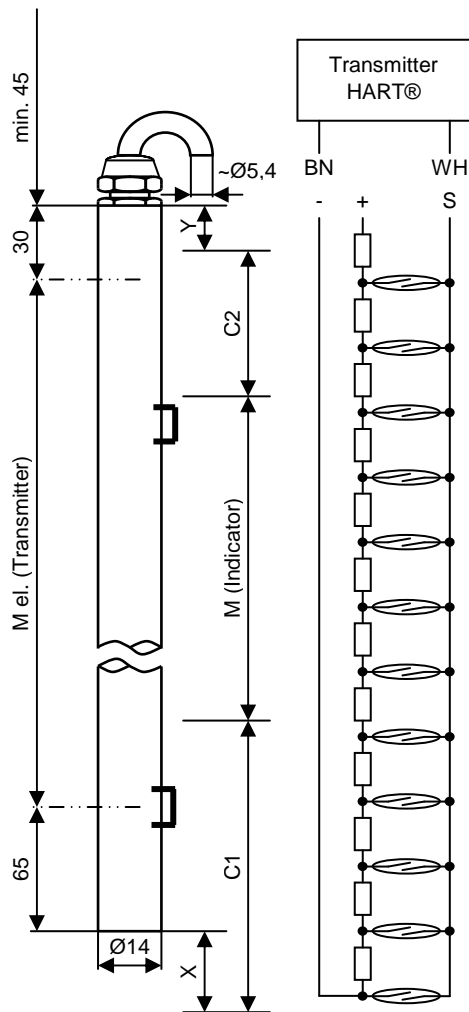 min. 45
Transmitter
HART®
BN
WH
~Ø5,4
-
+
S
30
Y
C2
M el. (Transmitter)
M (Indicator)
65
C1
Ø14
X